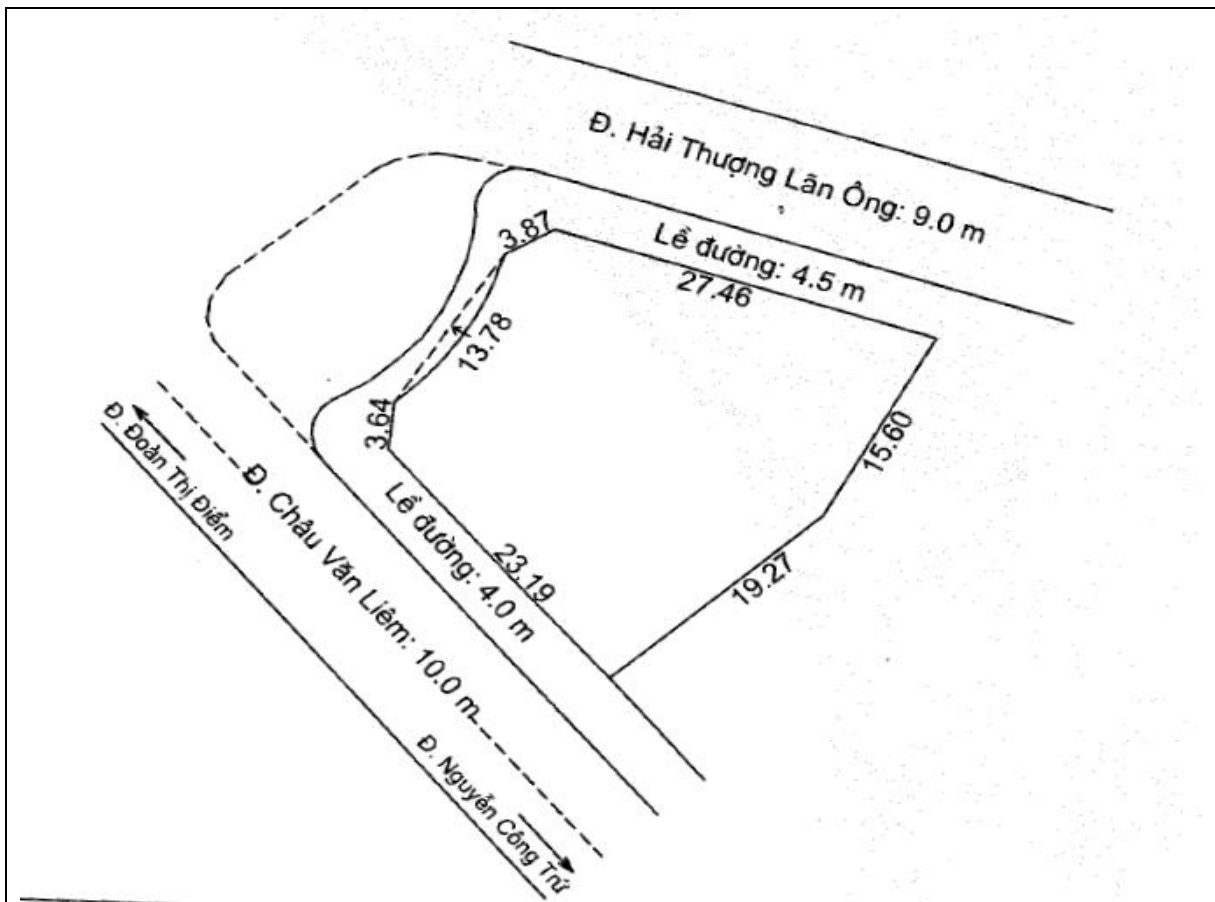 Đ. Hải Thượng Lãn Ông: 9.0 m
Lề đường: 4.5 m
3.87
27.46
13.78
3.64
15.60
Đ. Đoàn Thị Điểm
Đ. Châu Văn Liêm: 10.0 m
Lề đường: 4.0 m
23.19
19.27
Đ. Nguyễn Công Trứ